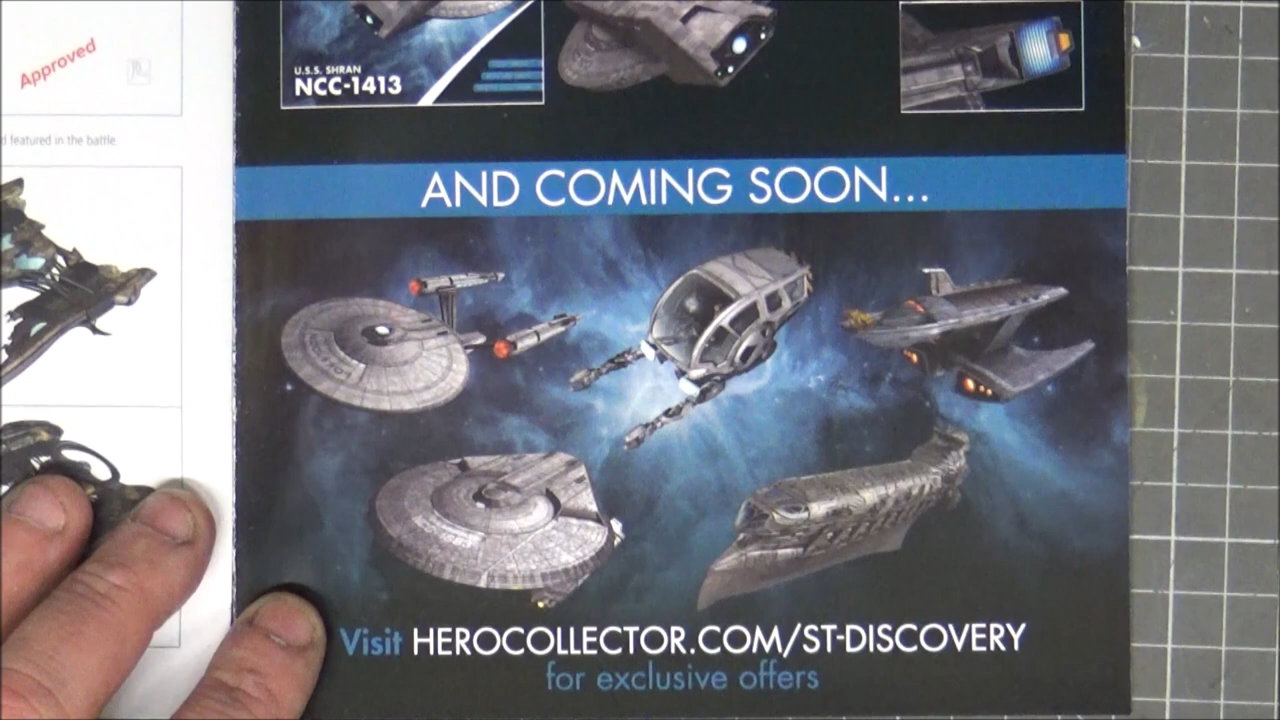 Approved
U.S.S. SHRAN
NCC-1413
d featured in the battle.
AND COMING SOON...
Visit HEROCOLLECTOR.COM/ST-DISCOVERY
for exclusive offers